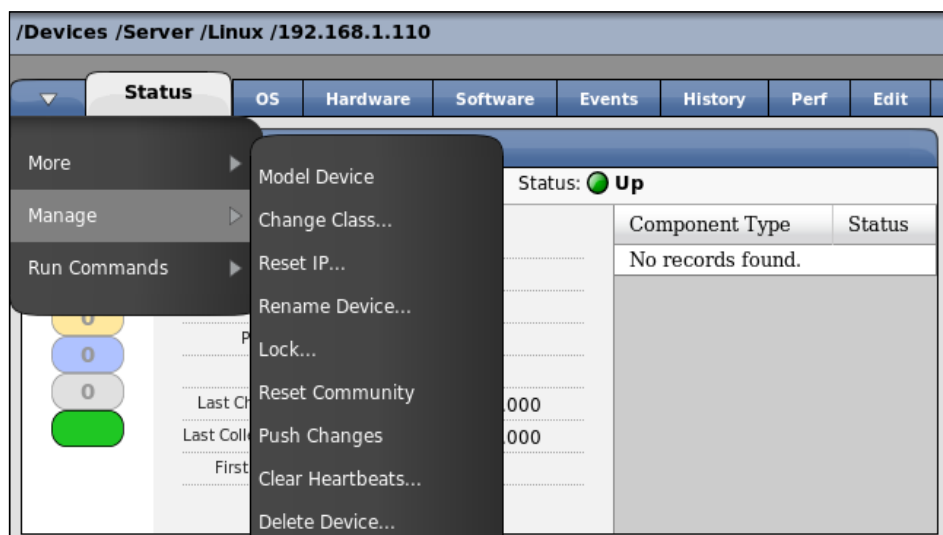 /Devices /Server /Linux /192.168.1.110
Status OS Hardware Software Events History Perf Edit
More
Manage
Run Commands
Model Device
Change Class...
Reset IP...
Rename Device...
Lock...
Reset Community
Push Changes
Clear Heartbeats...
Delete Device...
Status: Up
Component Type Status
No records found.
0
0
0
P
Last Ch .000
Last Colle .000
First